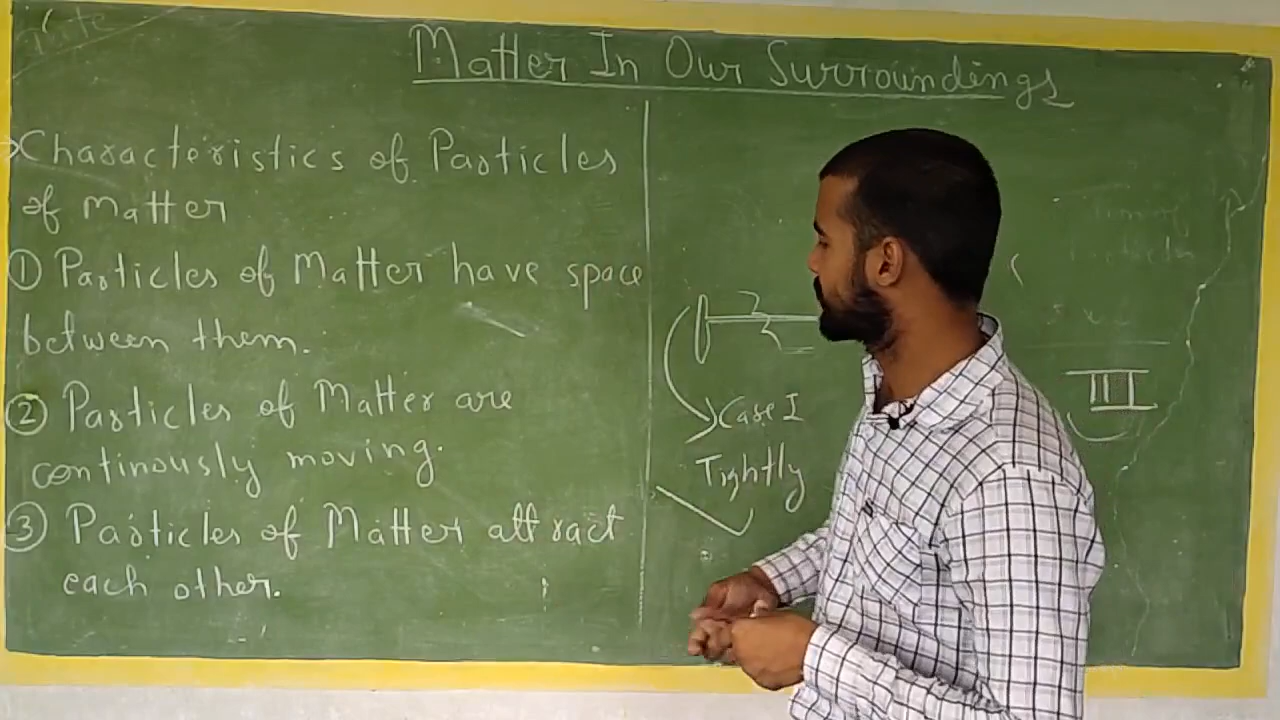 Matter In Our Surroundings
Characteristics of Particles
of Matter
① Particles of Matter have space
between them.
② Particles of Matter are
continously moving.
③ Particles of Matter attract
each other.
Case I
Tightly
III